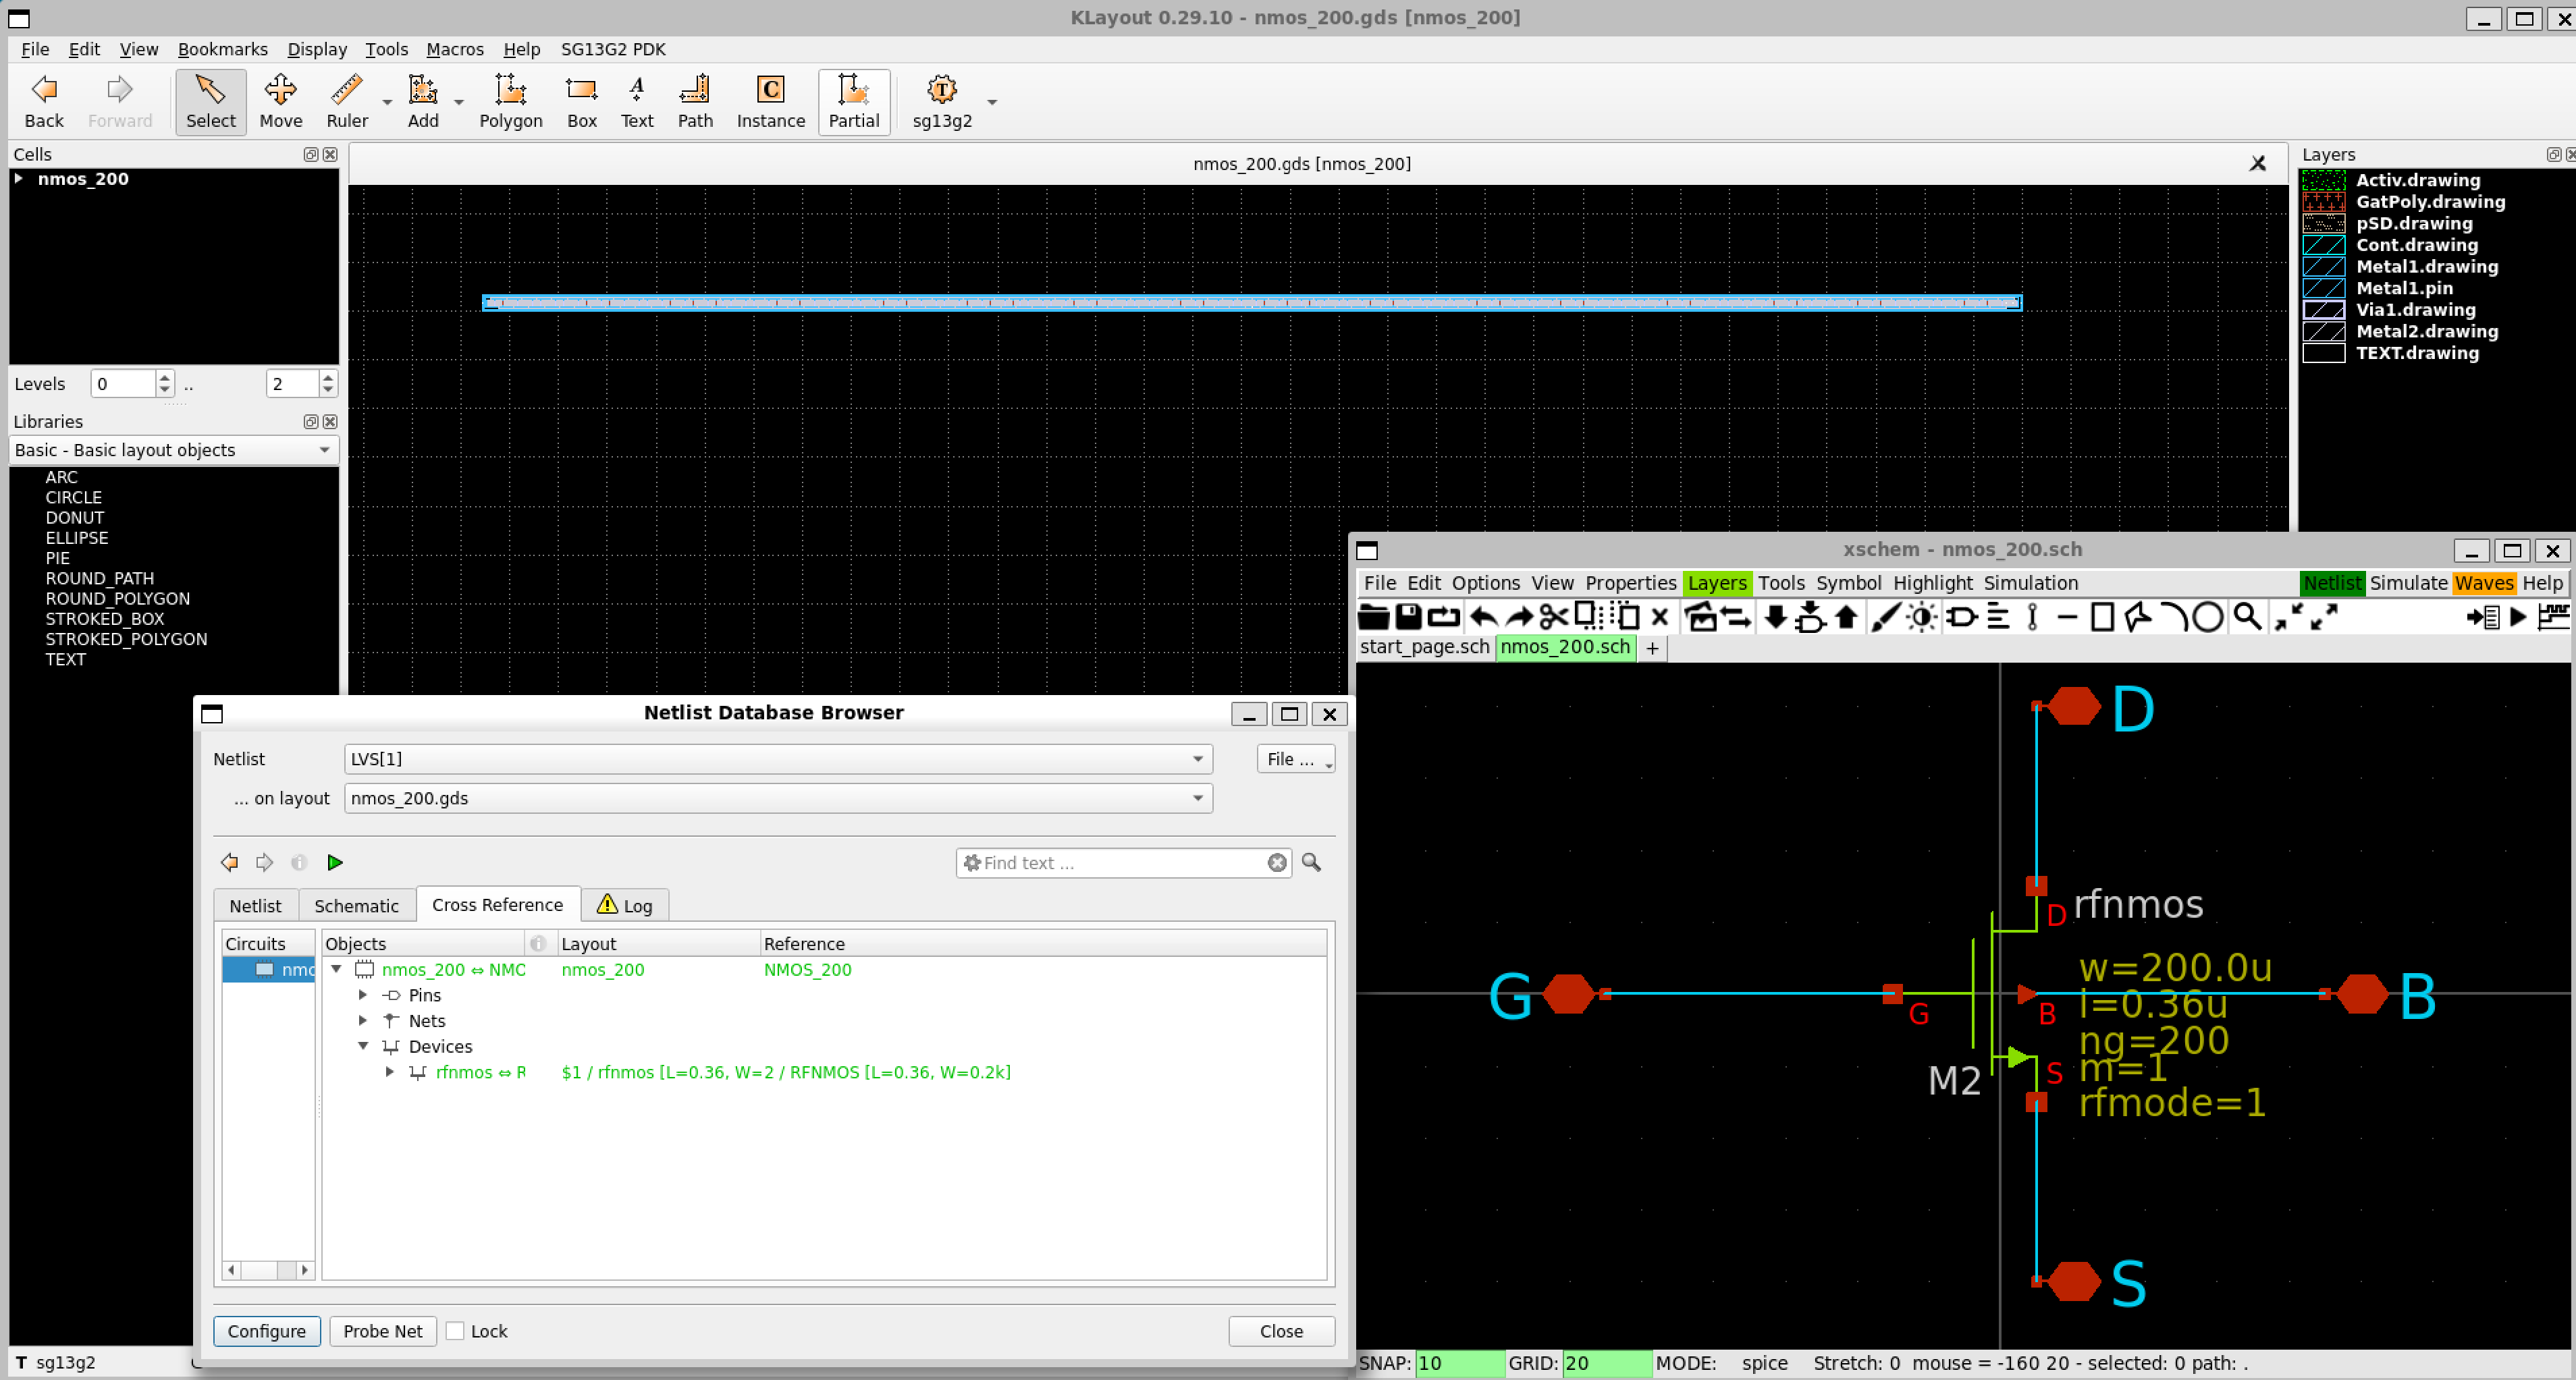 KLayout 0.29.10 - nmos_200.gds [nmos_200]
File Edit View Bookmarks Display Tools Macros Help SG13G2 PDK
Back Forward Select Move Ruler Add Polygon Box Text Path Instance Partial sg13g2
Cells
nmos_200
Levels 0 .. 2
Libraries
Basic - Basic layout objects
ARC
CIRCLE
DONUT
ELLIPSE
PIE
ROUND_PATH
ROUND_POLYGON
STROKED_BOX
STROKED_POLYGON
TEXT
T sg13g2
nmos_200.gds [nmos_200]
Layers
Activ.drawing
GatPoly.drawing
pSD.drawing
Cont.drawing
Metal1.drawing
Metal1.pin
Via1.drawing
Metal2.drawing
TEXT.drawing
Netlist Database Browser
Netlist LVS[1] File ...
... on layout nmos_200.gds
Find text ...
Netlist Schematic Cross Reference Log
Circuits Objects Layout Reference
nmo
nmos_200 ⇔ NMO nmos_200 NMOS_200
Pins
Nets
Devices
rfnmos ⇔ R $1 / rfnmos [L=0.36, W=2 / RFNMOS [L=0.36, W=0.2k]
Configure Probe Net Lock Close
xschem - nmos_200.sch
File Edit Options View Properties Layers Tools Symbol Highlight Simulation Netlist Simulate Waves Help
start_page.sch nmos_200.sch +
D
D rfnmos
w=200.0u
G G B l=0.36u B
ng=200
M2 S m=1
rfmode=1
S
SNAP: 10 GRID: 20 MODE: spice Stretch: 0 mouse = -160 20 - selected: 0 path: .